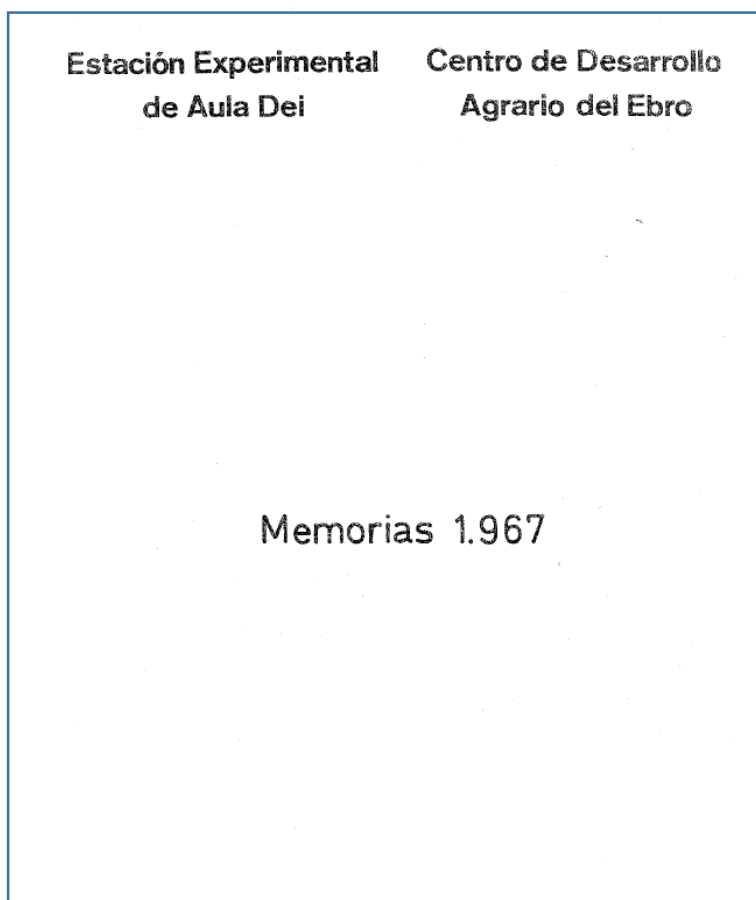 Estación Experimental
de Aula Dei
Centro de Desarrollo
Agrario del Ebro
Memorias 1.967